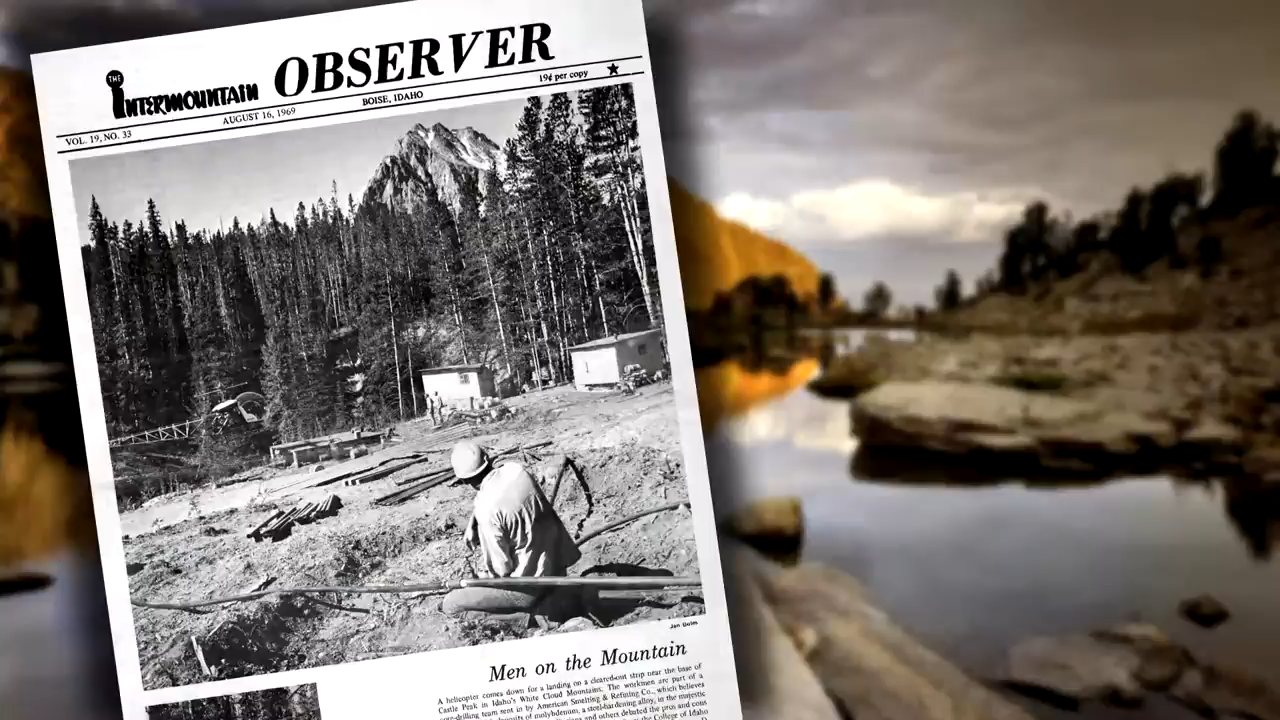 THE
INTERMOUNTAIN OBSERVER
VOL. 19, NO. 33 AUGUST 16, 1969 BOISE, IDAHO 19¢ per copy
Men on the Mountain
A helicopter comes down for a landing on a cleared-out strip near the base of
Castle Peak in Idaho's White Cloud Mountains. The workmen are part of a
core-drilling team sent in by American Smelting & Refining Co., which believes
deposits of molybdenum, a steel-hardening alloy, in the majestic
and others debated the pros and cons
the College of Idaho